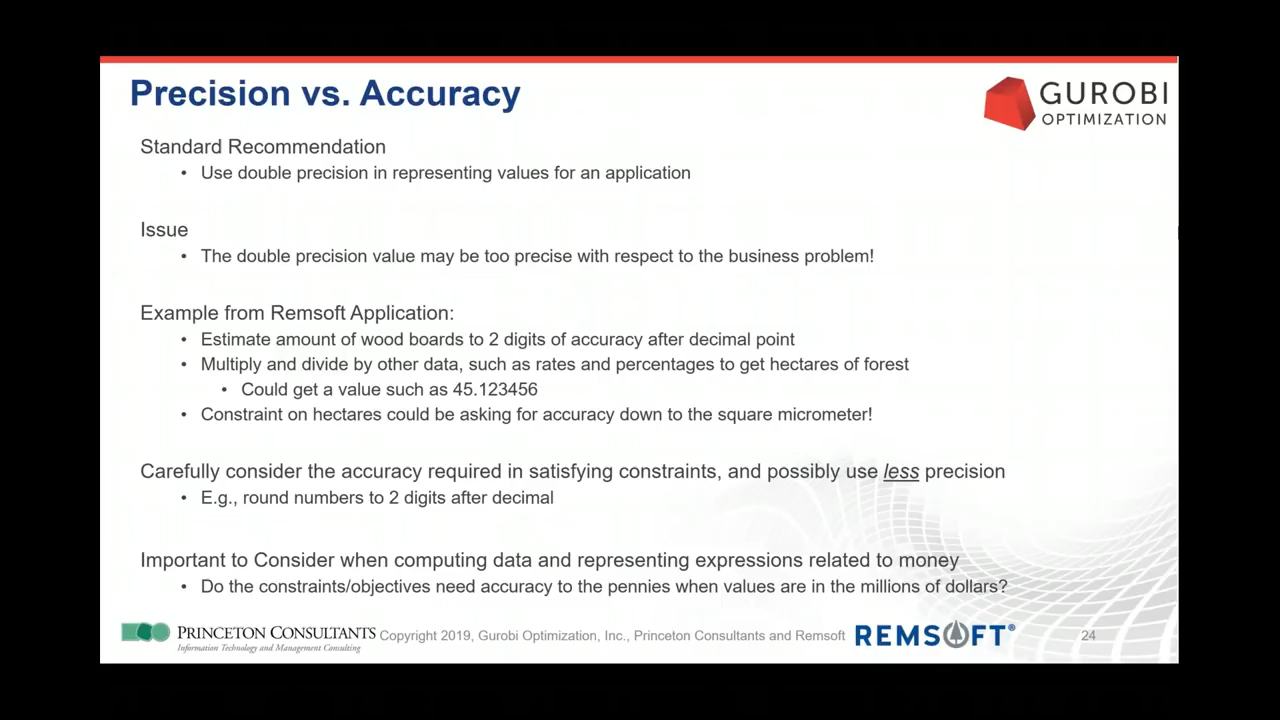 Precision vs. Accuracy
GUROBI
OPTIMIZATION
Standard Recommendation
• Use double precision in representing values for an application
Issue
• The double precision value may be too precise with respect to the business problem!
Example from Remsoft Application:
• Estimate amount of wood boards to 2 digits of accuracy after decimal point
• Multiply and divide by other data, such as rates and percentages to get hectares of forest
• Could get a value such as 45.123456
• Constraint on hectares could be asking for accuracy down to the square micrometer!
Carefully consider the accuracy required in satisfying constraints, and possibly use less precision
• E.g., round numbers to 2 digits after decimal
Important to Consider when computing data and representing expressions related to money
• Do the constraints/objectives need accuracy to the pennies when values are in the millions of dollars?
PRINCETON CONSULTANTS
Information Technology and Management Consulting
Copyright 2019, Gurobi Optimization, Inc., Princeton Consultants and Remsoft
REMSOFT®
24